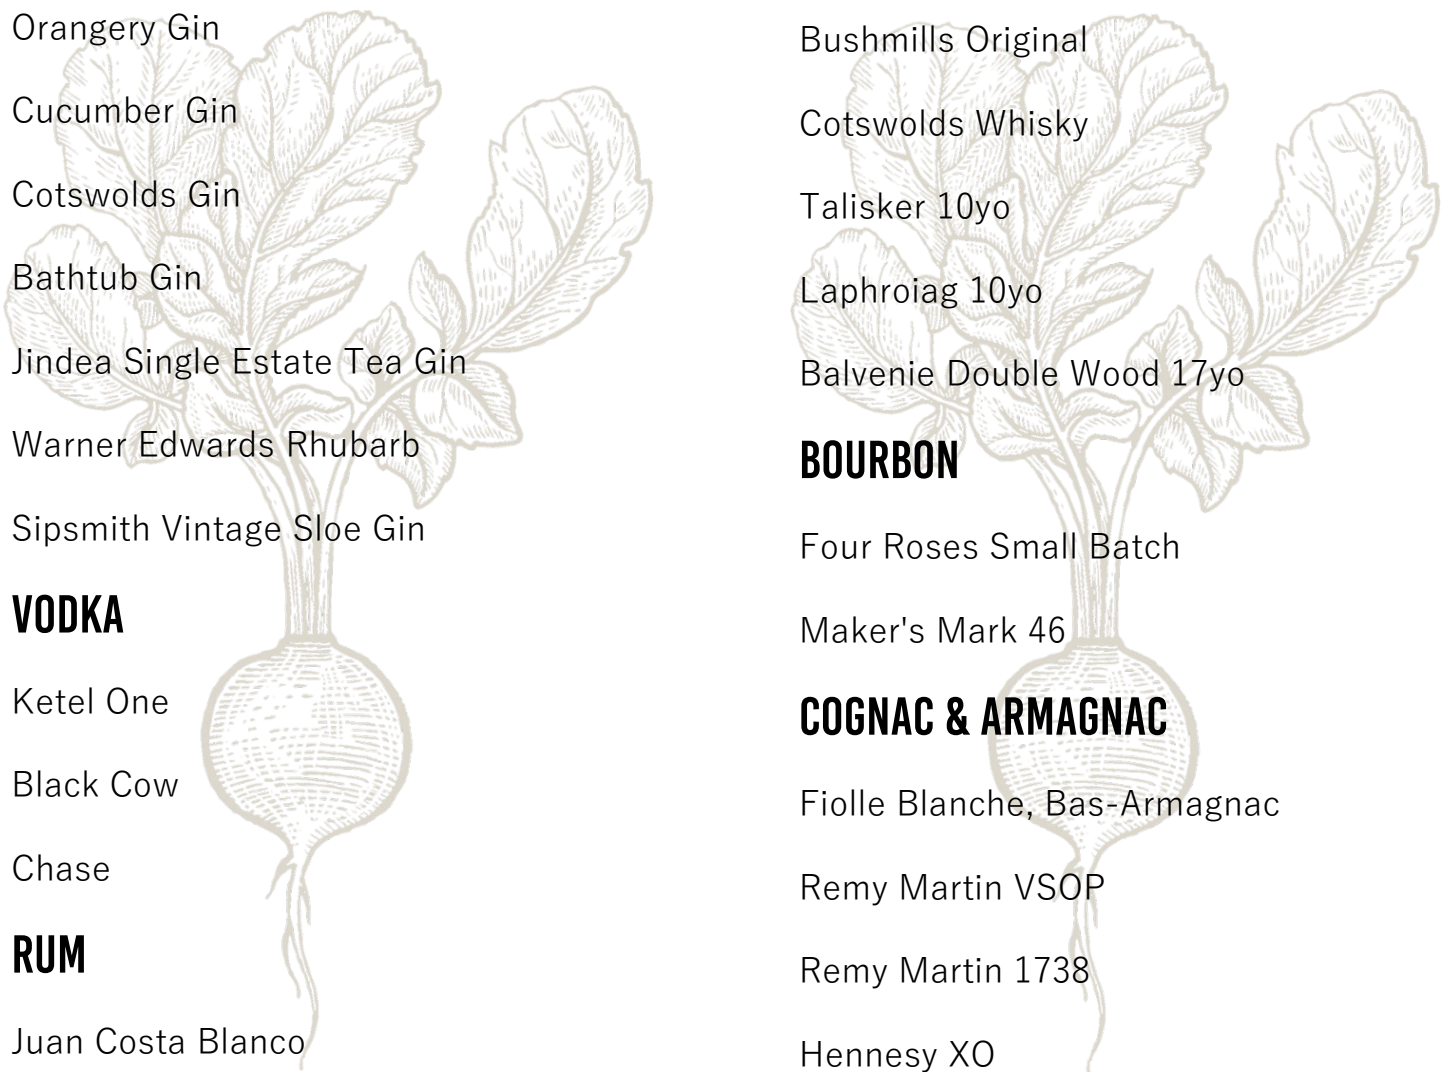 Orangery Gin
Cucumber Gin
Cotswolds Gin
Bathtub Gin
Jindea Single Estate Tea Gin
Warner Edwards Rhubarb
Sipsmith Vintage Sloe Gin
VODKA
Ketel One
Black Cow
Chase
RUM
Juan Costa Blanco
Bushmills Original
Cotswolds Whisky
Talisker 10yo
Laphroiag 10yo
Balvenie Double Wood 17yo
BOURBON
Four Roses Small Batch
Maker's Mark 46
COGNAC & ARMAGNAC
Fiolle Blanche, Bas-Armagnac
Remy Martin VSOP
Remy Martin 1738
Hennesy XO